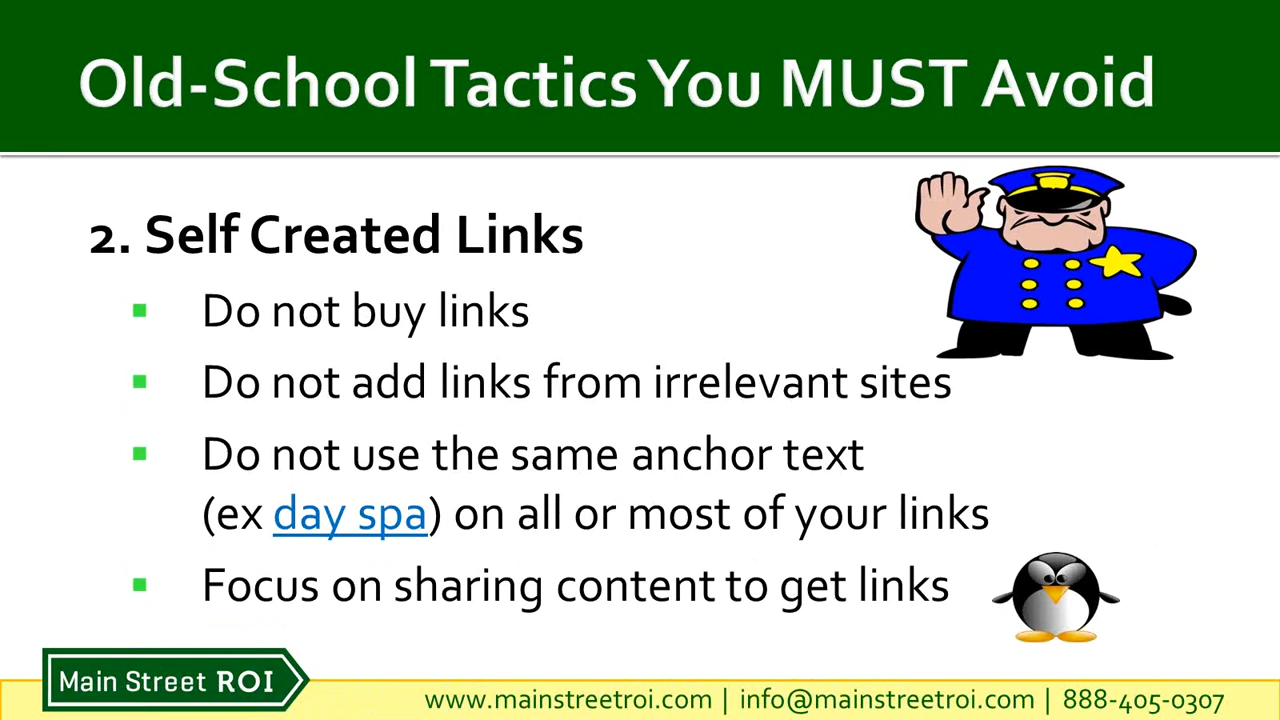 Old-School Tactics You MUST Avoid
2. Self Created Links
Do not buy links
Do not add links from irrelevant sites
Do not use the same anchor text
(ex day spa) on all or most of your links
Focus on sharing content to get links
Main Street ROI
www.mainstreetroi.com | info@mainstreetroi.com | 888-405-0307